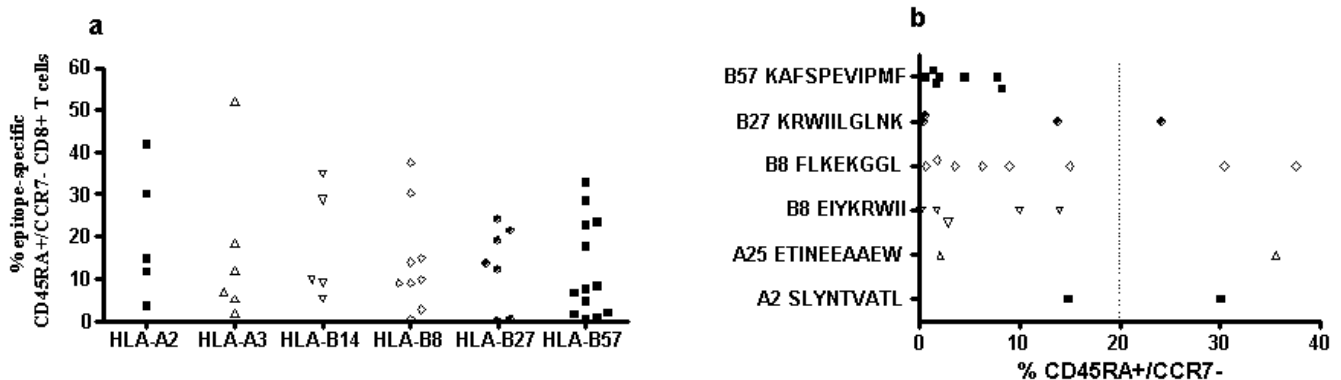 a
% epitope-specific
CD45RA+/CCR7- CD8+ T cells
60
50
40
30
20
10
0
HLA-A2 HLA-A3 HLA-B14 HLA-B8 HLA-B27 HLA-B57
b
B57 KAFSPEVIPMF
B27 KRWIILGLNK
B8 FLKEKGGL
B8 EIYKRWII
A25 ETINEEAAEW
A2 SLYNTVATL
0 10 20 30 40
% CD45RA+/CCR7-